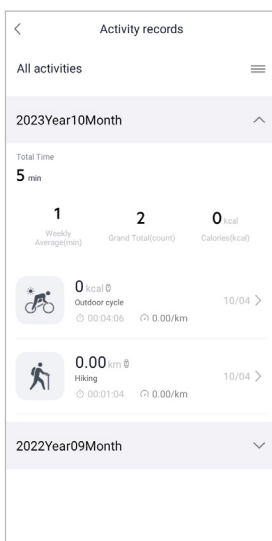 Activity records
All activities
2023Year10Month
Total Time
5 min
1
Weekly
Average(min)
2
Grand Total(count)
0 kcal
Calories(kcal)
0 kcal
Outdoor cycle
00:04:06 0.00/km
10/04
0.00 km
Hiking
00:01:04 0.00/km
10/04
2022Year09Month